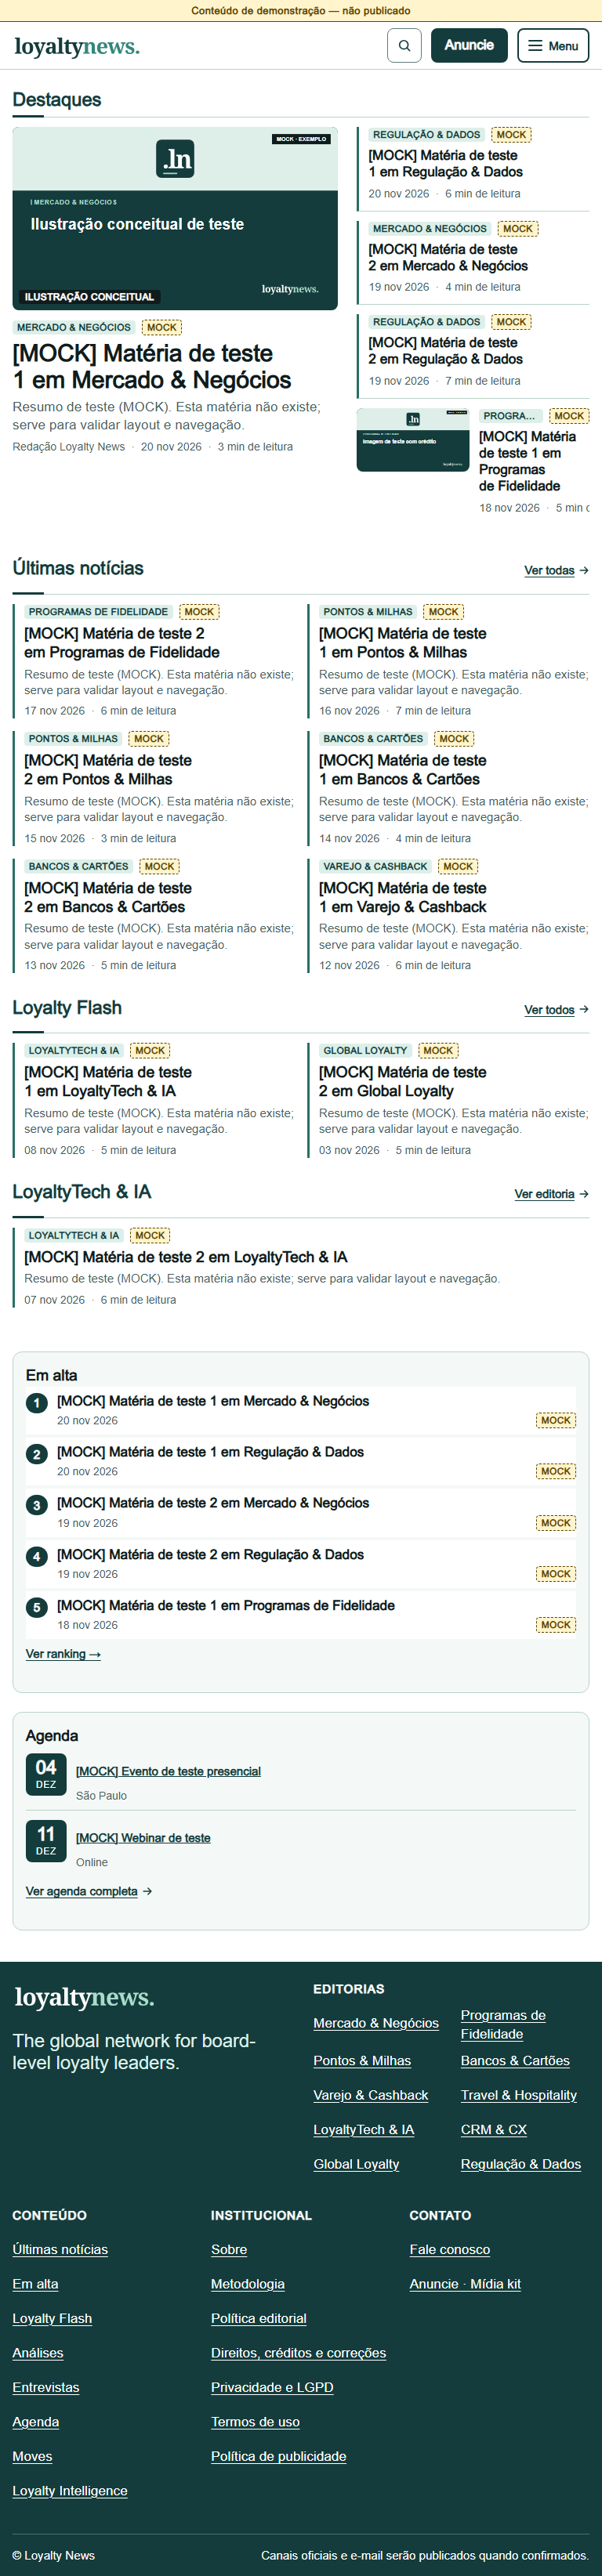 Conteúdo de demonstração — não publicado
loyaltynews.
Anuncie
Menu
Destaques
MOCK · EXEMPLO
.ln
| MERCADO & NEGÓCIOS
Ilustração conceitual de teste
loyaltynews.
ILUSTRAÇÃO CONCEITUAL
MERCADO & NEGÓCIOS MOCK
[MOCK] Matéria de teste
1 em Mercado & Negócios
Resumo de teste (MOCK). Esta matéria não existe;
serve para validar layout e navegação.
Redação Loyalty News · 20 nov 2026 · 3 min de leitura
REGULAÇÃO & DADOS MOCK
[MOCK] Matéria de teste
1 em Regulação & Dados
20 nov 2026 · 6 min de leitura
MERCADO & NEGÓCIOS MOCK
[MOCK] Matéria de teste
2 em Mercado & Negócios
19 nov 2026 · 4 min de leitura
REGULAÇÃO & DADOS MOCK
[MOCK] Matéria de teste
2 em Regulação & Dados
19 nov 2026 · 7 min de leitura
.ln
Imagem de teste sem crédito
loyaltynews.
PROGRA... MOCK
[MOCK] Matéria
de teste 1 em
Programas
de Fidelidade
18 nov 2026 · 5 min
Últimas notícias
Ver todas →
PROGRAMAS DE FIDELIDADE MOCK
[MOCK] Matéria de teste 2
em Programas de Fidelidade
Resumo de teste (MOCK). Esta matéria não existe;
serve para validar layout e navegação.
17 nov 2026 · 6 min de leitura
PONTOS & MILHAS MOCK
[MOCK] Matéria de teste
1 em Pontos & Milhas
Resumo de teste (MOCK). Esta matéria não existe;
serve para validar layout e navegação.
16 nov 2026 · 7 min de leitura
PONTOS & MILHAS MOCK
[MOCK] Matéria de teste
2 em Pontos & Milhas
Resumo de teste (MOCK). Esta matéria não existe;
serve para validar layout e navegação.
15 nov 2026 · 3 min de leitura
BANCOS & CARTÕES MOCK
[MOCK] Matéria de teste
1 em Bancos & Cartões
Resumo de teste (MOCK). Esta matéria não existe;
serve para validar layout e navegação.
14 nov 2026 · 4 min de leitura
BANCOS & CARTÕES MOCK
[MOCK] Matéria de teste
2 em Bancos & Cartões
Resumo de teste (MOCK). Esta matéria não existe;
serve para validar layout e navegação.
13 nov 2026 · 5 min de leitura
VAREJO & CASHBACK MOCK
[MOCK] Matéria de teste
1 em Varejo & Cashback
Resumo de teste (MOCK). Esta matéria não existe;
serve para validar layout e navegação.
12 nov 2026 · 6 min de leitura
Loyalty Flash
Ver todos →
LOYALTYTECH & IA MOCK
[MOCK] Matéria de teste
1 em LoyaltyTech & IA
Resumo de teste (MOCK). Esta matéria não existe;
serve para validar layout e navegação.
08 nov 2026 · 5 min de leitura
GLOBAL LOYALTY MOCK
[MOCK] Matéria de teste
2 em Global Loyalty
Resumo de teste (MOCK). Esta matéria não existe;
serve para validar layout e navegação.
03 nov 2026 · 5 min de leitura
LoyaltyTech & IA
Ver editoria →
LOYALTYTECH & IA MOCK
[MOCK] Matéria de teste 2 em LoyaltyTech & IA
Resumo de teste (MOCK). Esta matéria não existe; serve para validar layout e navegação.
07 nov 2026 · 6 min de leitura
Em alta
1 [MOCK] Matéria de teste 1 em Mercado & Negócios
20 nov 2026 MOCK
2 [MOCK] Matéria de teste 1 em Regulação & Dados
20 nov 2026 MOCK
3 [MOCK] Matéria de teste 2 em Mercado & Negócios
19 nov 2026 MOCK
4 [MOCK] Matéria de teste 2 em Regulação & Dados
19 nov 2026 MOCK
5 [MOCK] Matéria de teste 1 em Programas de Fidelidade
18 nov 2026 MOCK
Ver ranking →
Agenda
04
DEZ
[MOCK] Evento de teste presencial
São Paulo
11
DEZ
[MOCK] Webinar de teste
Online
Ver agenda completa →
loyaltynews.
The global network for board-
level loyalty leaders.
EDITORIAS
Mercado & Negócios
Programas de
Fidelidade
Pontos & Milhas
Bancos & Cartões
Varejo & Cashback
Travel & Hospitality
LoyaltyTech & IA
CRM & CX
Global Loyalty
Regulação & Dados
CONTEÚDO
Últimas notícias
Em alta
Loyalty Flash
Análises
Entrevistas
Agenda
Moves
Loyalty Intelligence
INSTITUCIONAL
Sobre
Metodologia
Política editorial
Direitos, créditos e correções
Privacidade e LGPD
Termos de uso
Política de publicidade
CONTATO
Fale conosco
Anuncie · Mídia kit
© Loyalty News
Canais oficiais e e-mail serão publicados quando confirmados.